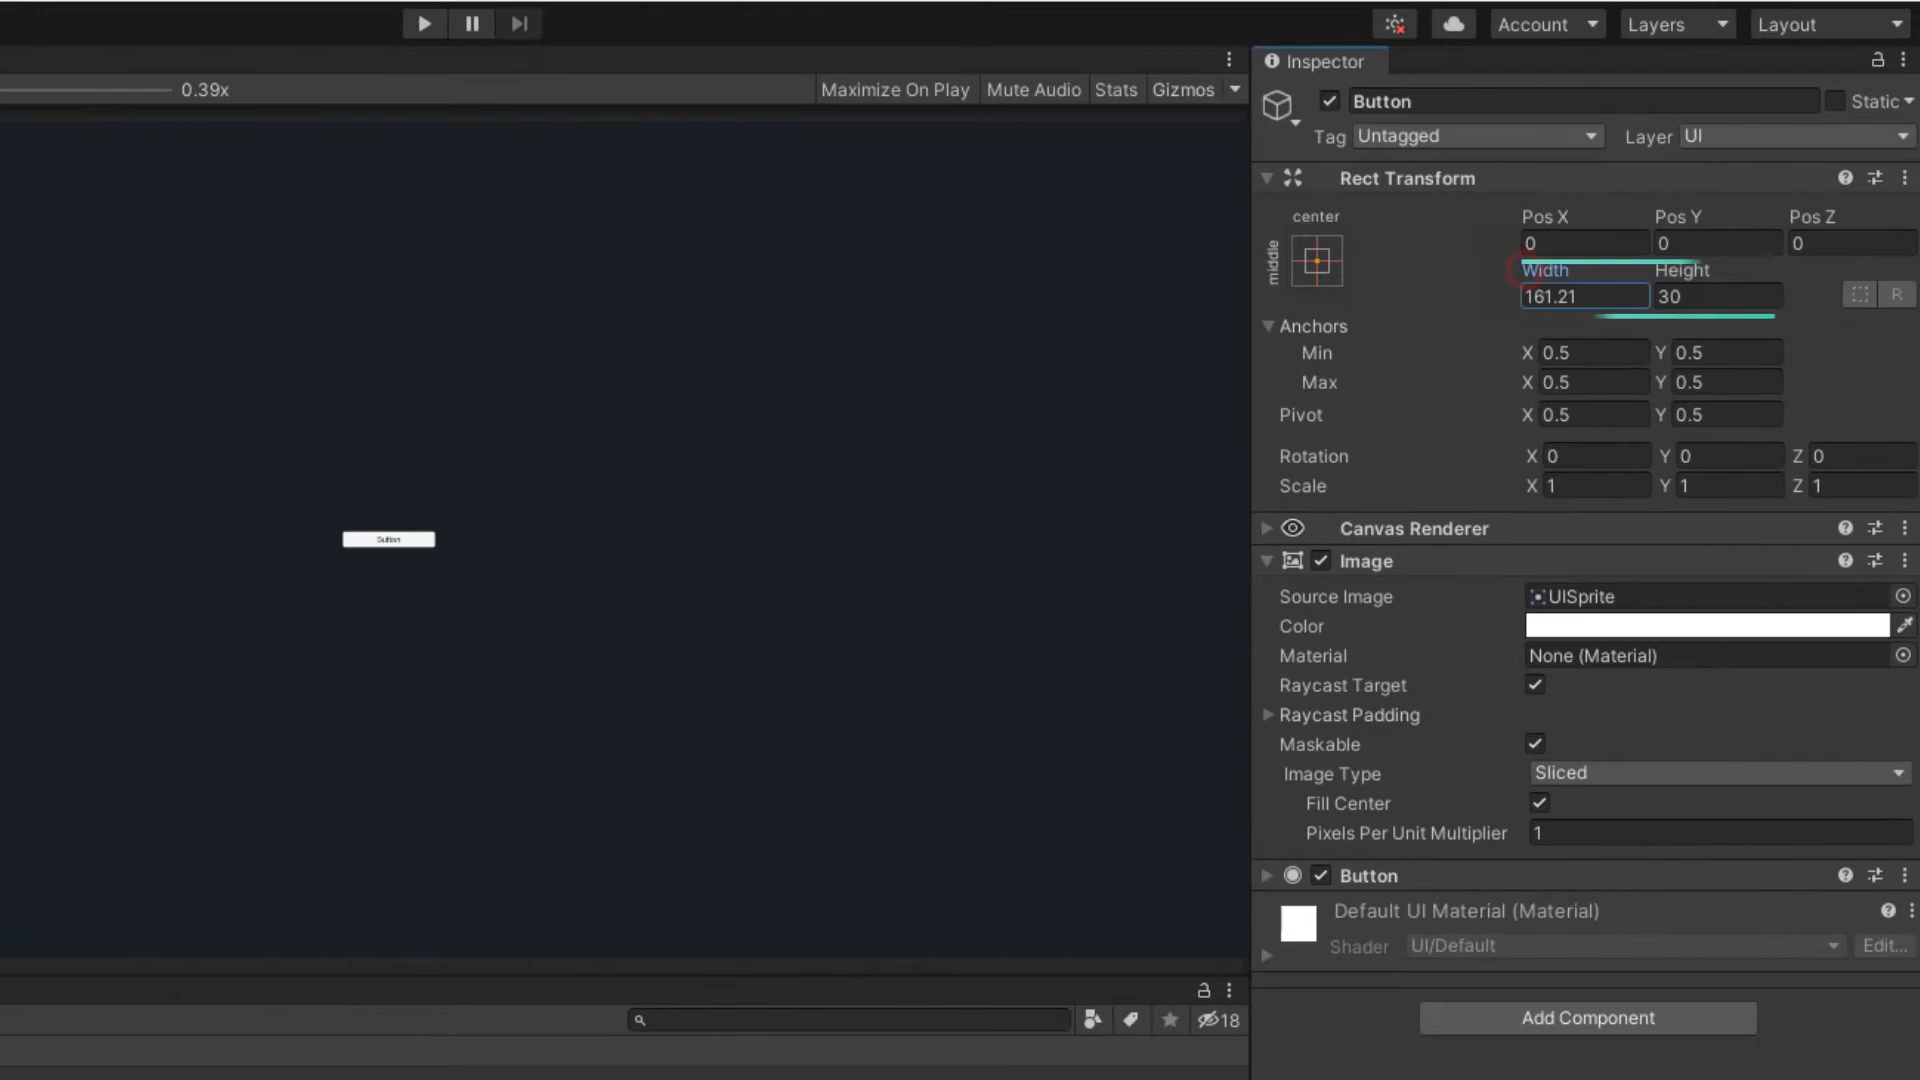 Account Layers Layout
Inspector
0.39x Maximize On Play Mute Audio Stats Gizmos
Button Static
Tag Untagged Layer UI
Rect Transform
center Pos X Pos Y Pos Z
middle 0 0 0
Width Height
161.21 30 R
Anchors
Min X 0.5 Y 0.5
Max X 0.5 Y 0.5
Pivot X 0.5 Y 0.5
Rotation X 0 Y 0 Z 0
Scale X 1 Y 1 Z 1
Canvas Renderer
Button
Image
Source Image UISprite
Color
Material None (Material)
Raycast Target
Raycast Padding
Maskable
Image Type Sliced
Fill Center
Pixels Per Unit Multiplier 1
Button
Default UI Material (Material)
Shader UI/Default Edit...
18
Add Component